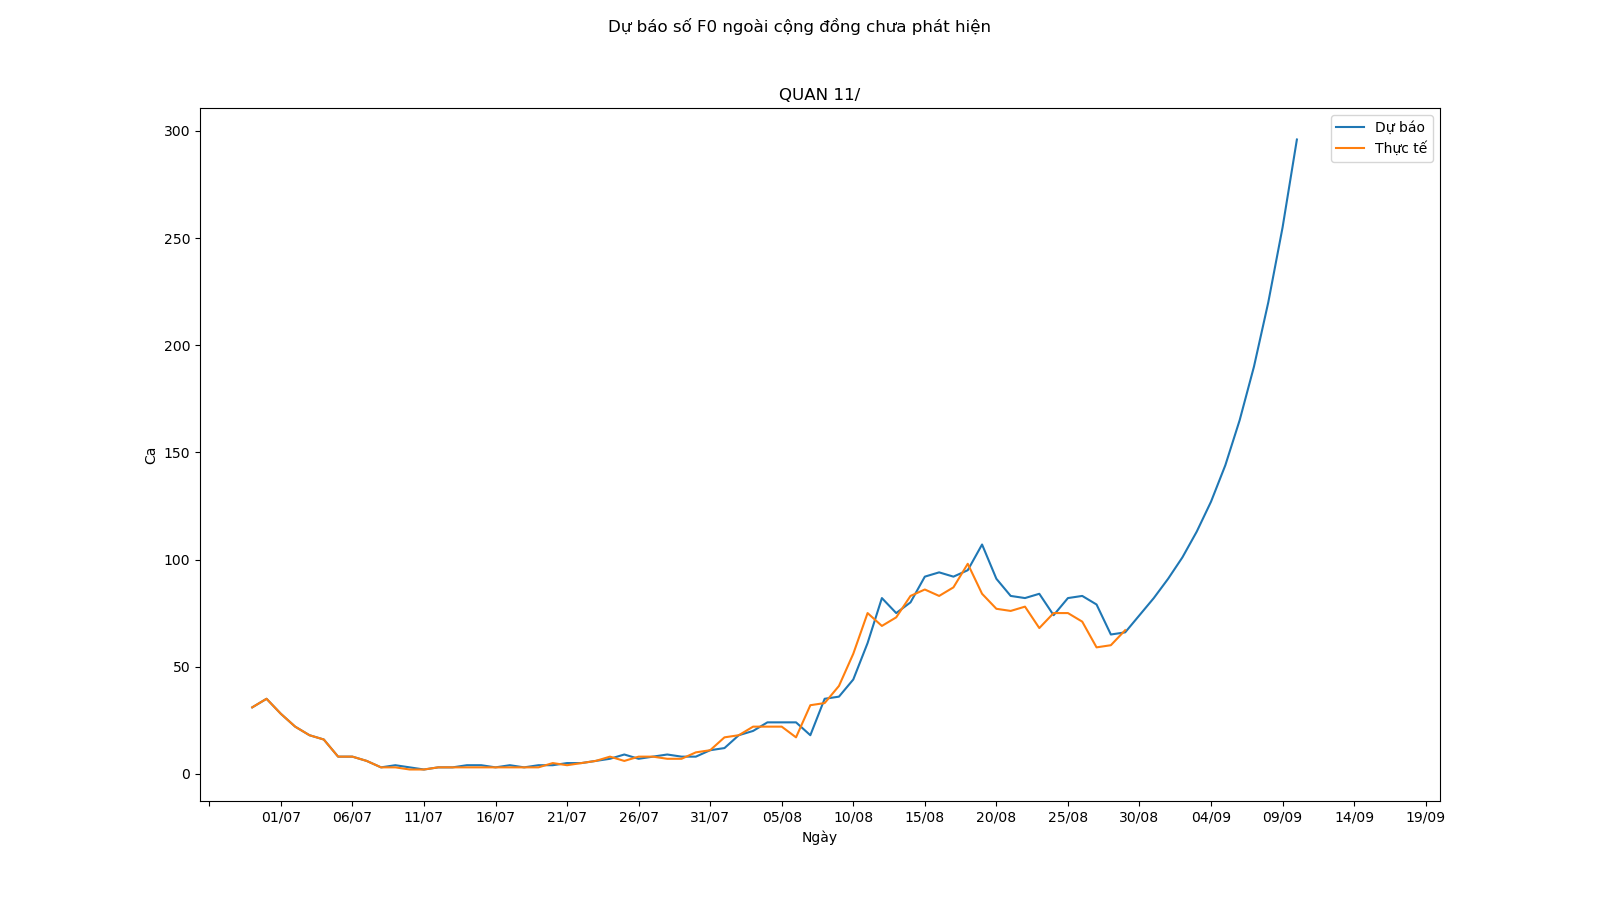 Dự báo số F0 ngoài cộng đồng chưa phát hiện
QUAN 11/
Dự báo
Thực tế
300
250
200
150
100
50
0
Ca
01/07 06/07 11/07 16/07 21/07 26/07 31/07 05/08 10/08 15/08 20/08 25/08 30/08 04/09 09/09 14/09 19/09
Ngày